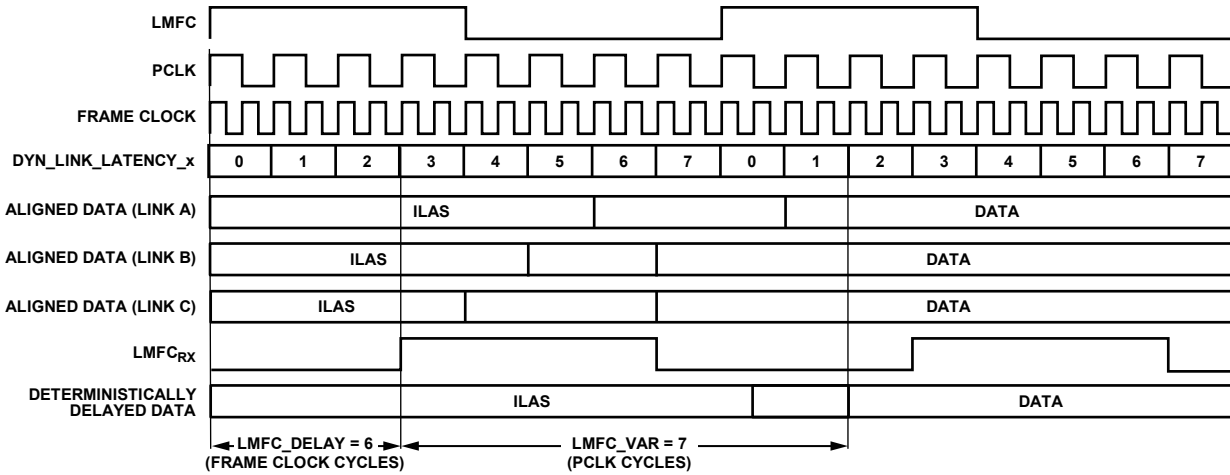 LMFC
PCLK
FRAME CLOCK
DYN_LINK_LATENCY_x 0 1 2 3 4 5 6 7 0 1 2 3 4 5 6 7
ALIGNED DATA (LINK A) ILAS DATA
ALIGNED DATA (LINK B) ILAS DATA
ALIGNED DATA (LINK C) ILAS DATA
LMFCRX
DETERMINISTICALLY
DELAYED DATA
ILAS DATA
LMFC_DELAY = 6
(FRAME CLOCK CYCLES)
LMFC_VAR = 7
(PCLK CYCLES)